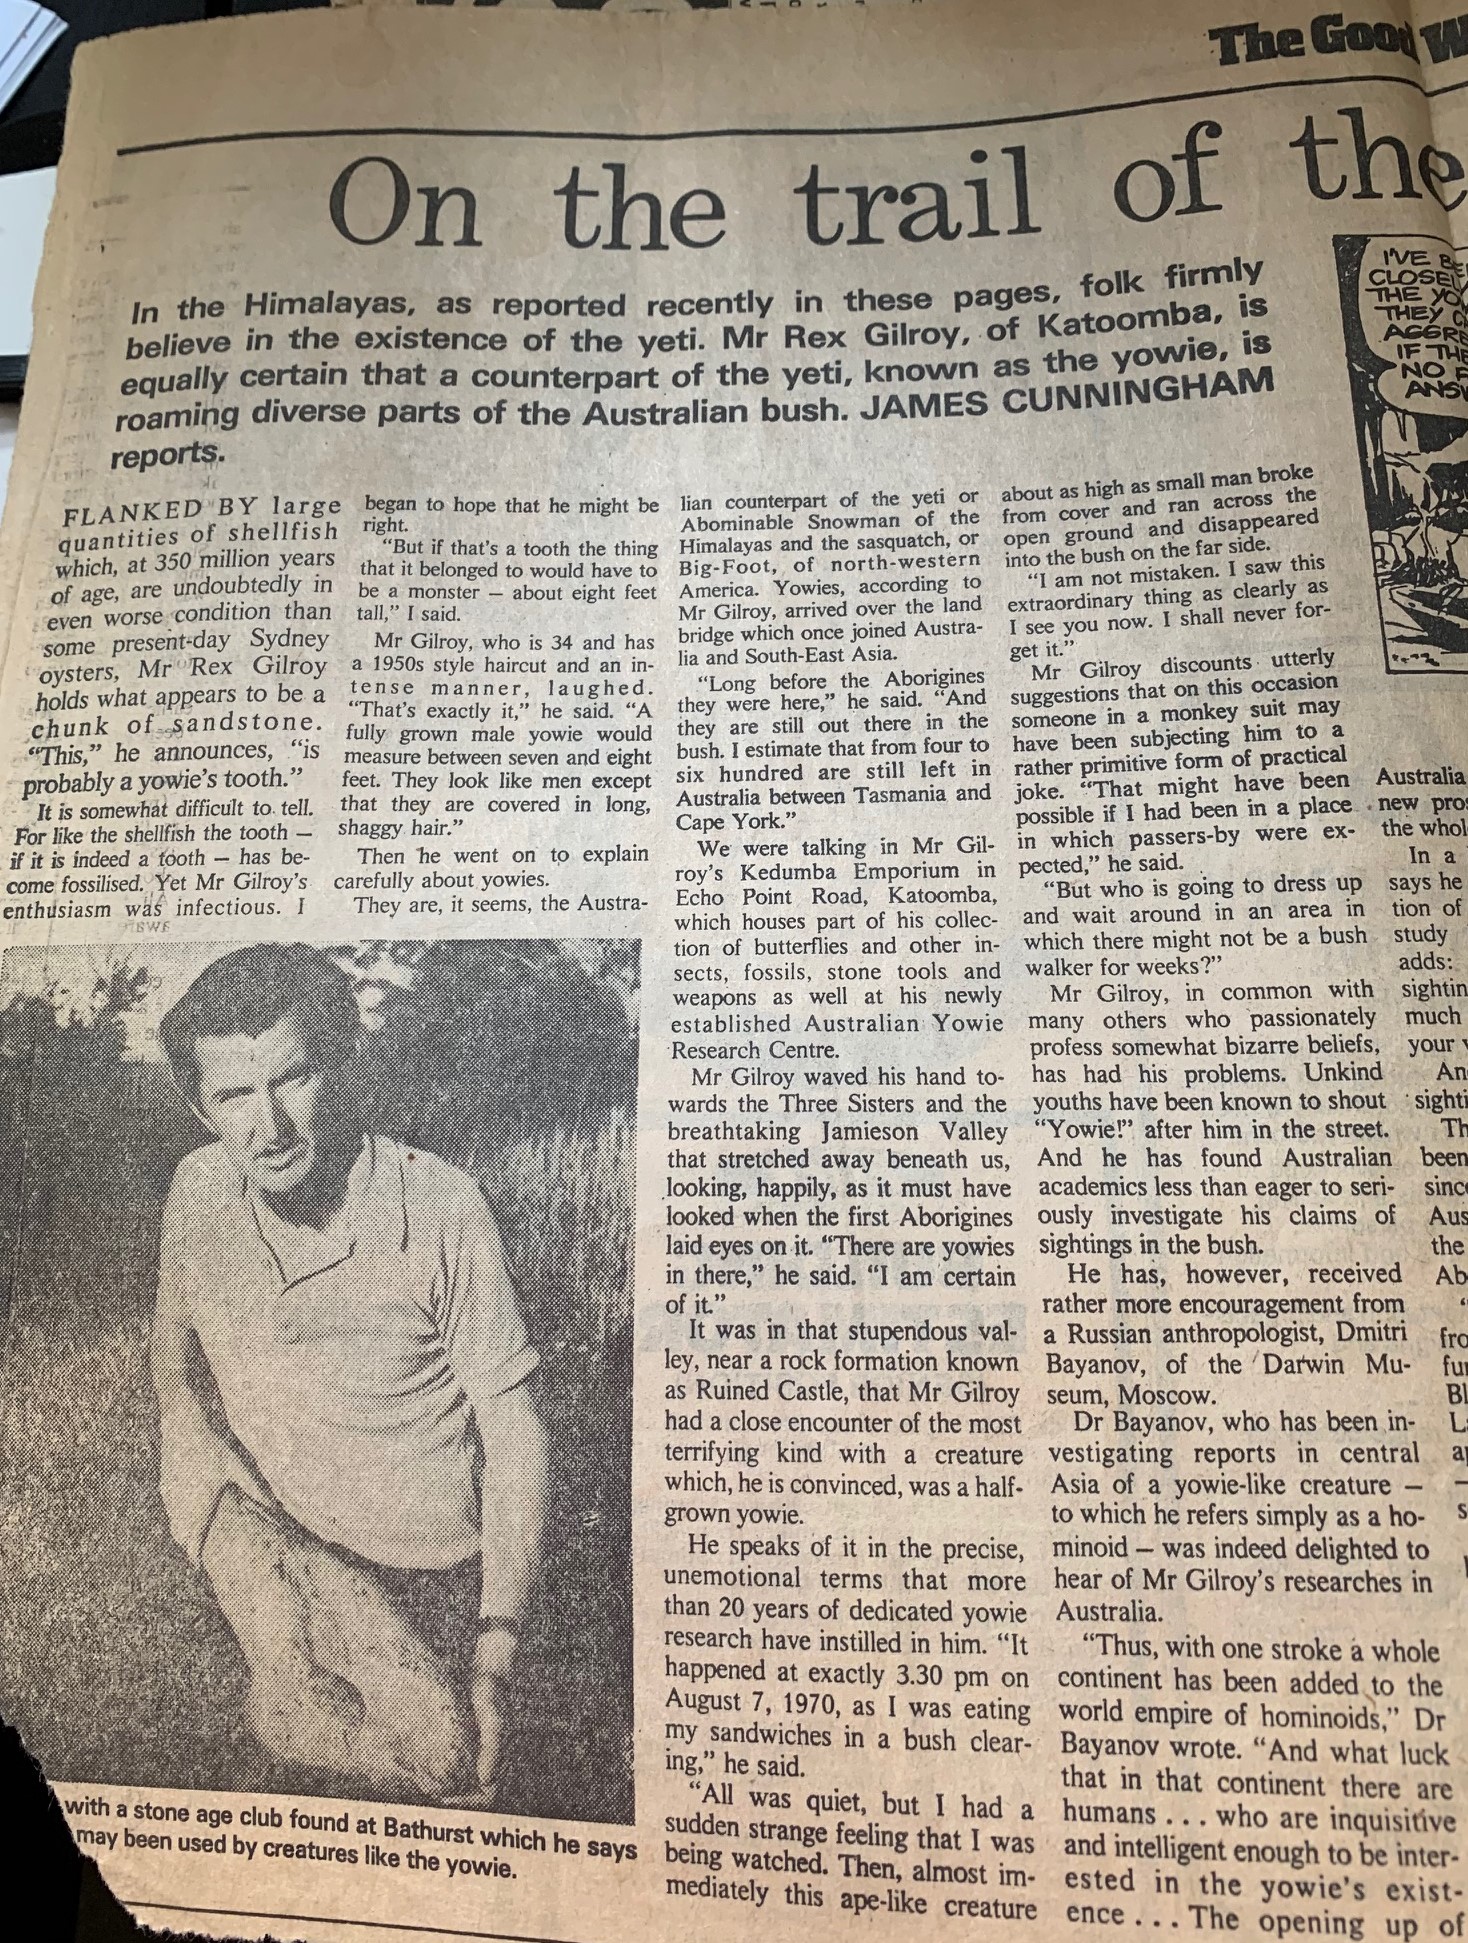 The Good W
On the trail of the
In the Himalayas, as reported recently in these pages, folk firmly
believe in the existence of the yeti. Mr Rex Gilroy, of Katoomba, is
equally certain that a counterpart of the yeti, known as the yowie, is
roaming diverse parts of the Australian bush. JAMES CUNNINGHAM
reports.
FLANKED BY large
quantities of shellfish
which, at 350 million years
of age, are undoubtedly in
even worse condition than
some present-day Sydney
oysters, Mr Rex Gilroy
holds what appears to be a
chunk of sandstone.
“This,” he announces, “is
probably a yowie's tooth.”
It is somewhat difficult to tell.
For like the shellfish the tooth —
if it is indeed a tooth — has be-
come fossilised. Yet Mr Gilroy's
enthusiasm was infectious. I
began to hope that he might be
right.
“But if that's a tooth the thing
that it belonged to would have to
be a monster — about eight feet
tall,” I said.
Mr Gilroy, who is 34 and has
a 1950s style haircut and an in-
tense manner, laughed.
“That's exactly it,” he said. “A
fully grown male yowie would
measure between seven and eight
feet. They look like men except
that they are covered in long,
shaggy hair.”
Then he went on to explain
carefully about yowies.
They are, it seems, the Austra-
with a stone age club found at Bathurst which he says
may been used by creatures like the yowie.
lian counterpart of the yeti or
Abominable Snowman of the
Himalayas and the sasquatch, or
Big-Foot, of north-western
America. Yowies, according to
Mr Gilroy, arrived over the land
bridge which once joined Austra-
lia and South-East Asia.
“Long before the Aborigines
they were here,” he said. “And
they are still out there in the
bush. I estimate that from four to
six hundred are still left in
Australia between Tasmania and
Cape York.”
We were talking in Mr Gil-
roy's Kedumba Emporium in
Echo Point Road, Katoomba,
which houses part of his collec-
tion of butterflies and other in-
sects, fossils, stone tools and
weapons as well at his newly
established Australian Yowie
Research Centre.
Mr Gilroy waved his hand to-
wards the Three Sisters and the
breathtaking Jamieson Valley
that stretched away beneath us,
looking, happily, as it must have
looked when the first Aborigines
laid eyes on it. “There are yowies
in there,” he said. “I am certain
of it.”
It was in that stupendous val-
ley, near a rock formation known
as Ruined Castle, that Mr Gilroy
had a close encounter of the most
terrifying kind with a creature
which, he is convinced, was a half-
grown yowie.
He speaks of it in the precise,
unemotional terms that more
than 20 years of dedicated yowie
research have instilled in him. “It
happened at exactly 3.30 pm on
August 7, 1970, as I was eating
my sandwiches in a bush clear-
ing,” he said.
“All was quiet, but I had a
sudden strange feeling that I was
being watched. Then, almost im-
mediately this ape-like creature
about as high as small man broke
from cover and ran across the
open ground and disappeared
into the bush on the far side.
“I am not mistaken. I saw this
extraordinary thing as clearly as
I see you now. I shall never for-
get it.”
Mr Gilroy discounts utterly
suggestions that on this occasion
someone in a monkey suit may
have been subjecting him to a
rather primitive form of practical
joke. “That might have been
possible if I had been in a place
in which passers-by were ex-
pected,” he said.
“But who is going to dress up
and wait around in an area in
which there might not be a bush
walker for weeks?”
Mr Gilroy, in common with
many others who passionately
profess somewhat bizarre beliefs,
has had his problems. Unkind
youths have been known to shout
“Yowie!” after him in the street.
And he has found Australian
academics less than eager to seri-
ously investigate his claims of
sightings in the bush.
He has, however, received
rather more encouragement from
a Russian anthropologist, Dmitri
Bayanov, of the Darwin Mu-
seum, Moscow.
Dr Bayanov, who has been in-
vestigating reports in central
Asia of a yowie-like creature —
to which he refers simply as a ho-
minoid — was indeed delighted to
hear of Mr Gilroy's researches in
Australia.
“Thus, with one stroke a whole
continent has been added to the
world empire of hominoids,” Dr
Bayanov wrote. “And what luck
that in that continent there are
humans . . . who are inquisitive
and intelligent enough to be inter-
ested in the yowie's exist-
ence . . . The opening up of
I'VE B
CLOSE
THE YO
THEY
AGGRE
IF THE
NO
ANSW
Australia
new pro
the whol
In a
says he
tion of
study
adds:
sightin
much
your
An
sighti
Th
been
since
Aus
the
Ab
fro
fu
Bl